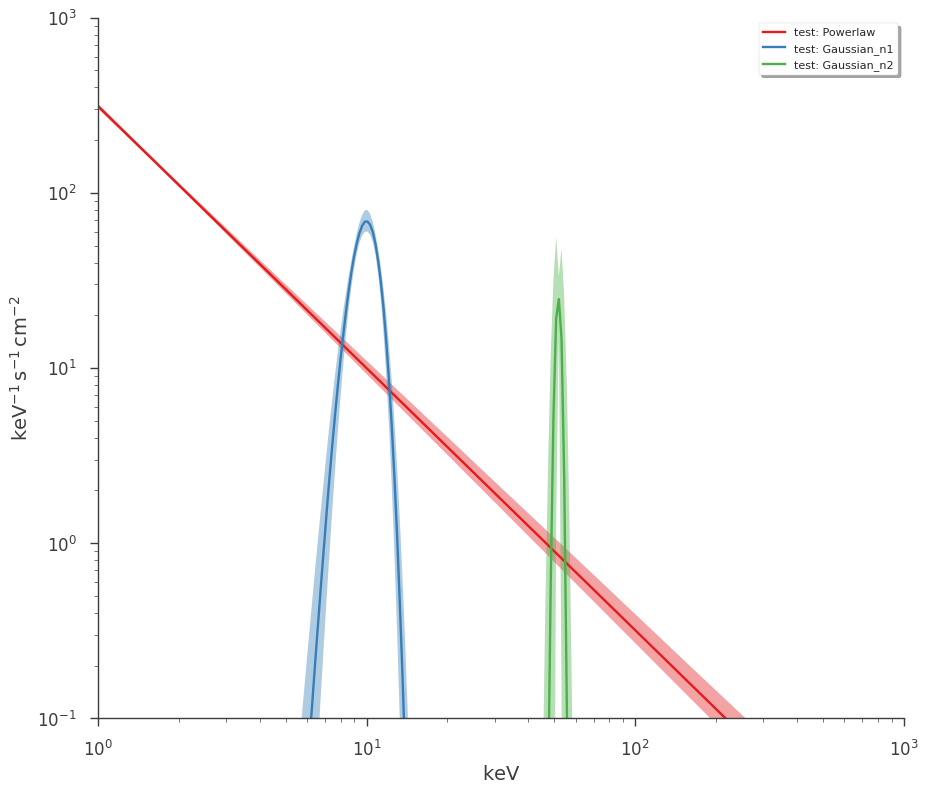 10³
10²
10¹
10⁰
10⁻¹
keV⁻¹ s⁻¹ cm⁻²
test: Powerlaw
test: Gaussian_n1
test: Gaussian_n2
10⁰ 10¹ 10² 10³
keV